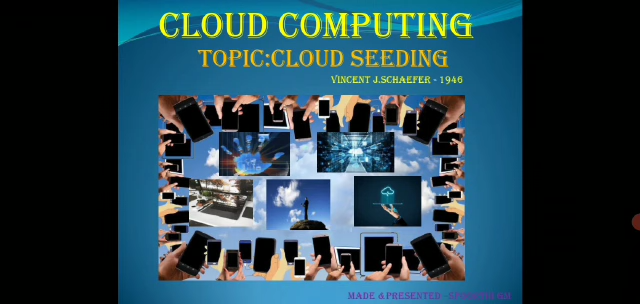 CLOUD COMPUTING
TOPIC:CLOUD SEEDING
VINCENT J.SCHAEFER - 1946
MADE & PRESENTED -